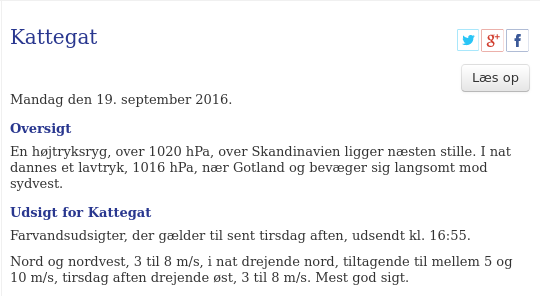 Kattegat
Læs op
Mandag den 19. september 2016.
Oversigt
En højtryksryg, over 1020 hPa, over Skandinavien ligger næsten stille. I nat
dannes et lavtryk, 1016 hPa, nær Gotland og bevæger sig langsomt mod
sydvest.
Udsigt for Kattegat
Farvandsudsigter, der gælder til sent tirsdag aften, udsendt kl. 16:55.
Nord og nordvest, 3 til 8 m/s, i nat drejende nord, tiltagende til mellem 5 og
10 m/s, tirsdag aften drejende øst, 3 til 8 m/s. Mest god sigt.